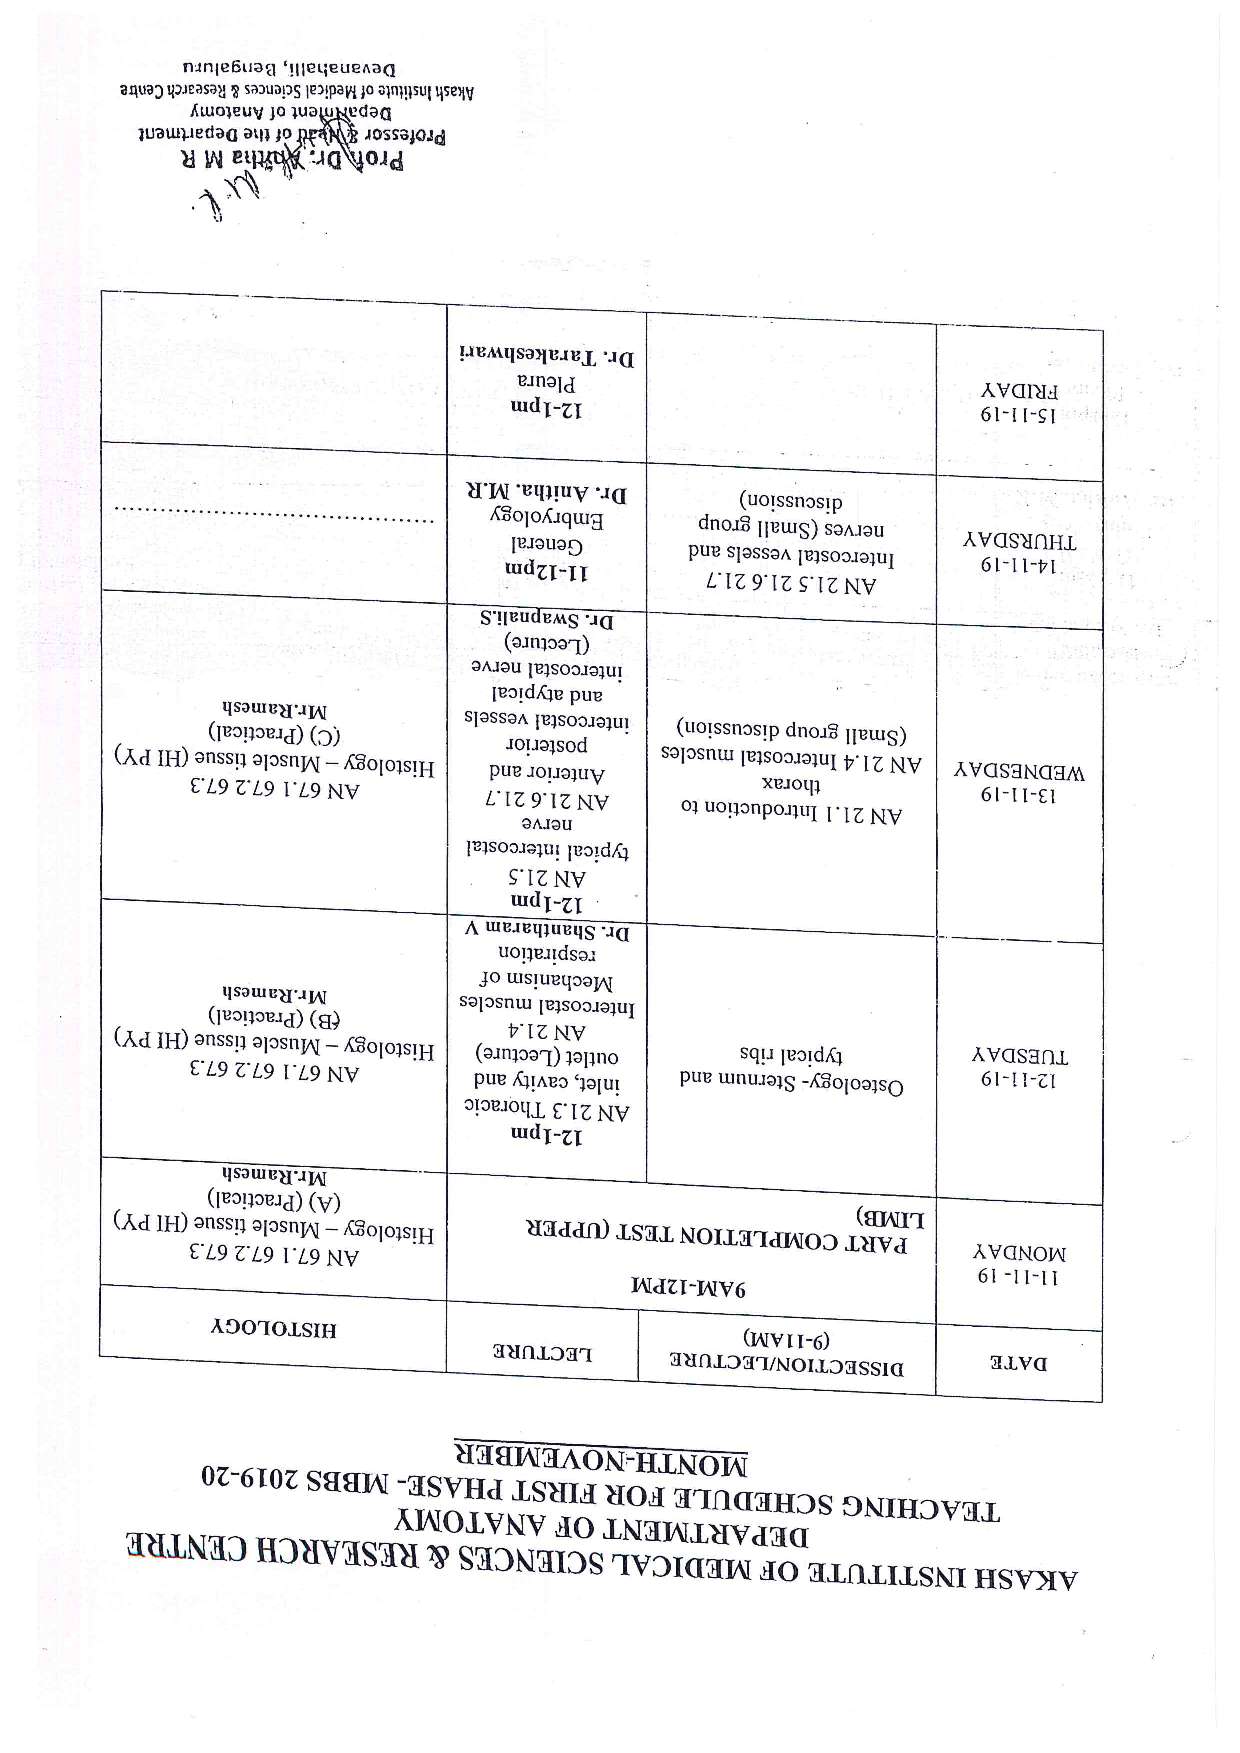 AKASH INSTITUTE OF MEDICAL SCIENCES & RESEARCH CENTRE
DEPARTMENT OF ANATOMY
TEACHING SCHEDULE FOR FIRST PHASE- MBBS 2019-20
MONTH-NOVEMBER
DATE
DISSECTION/LECTURE
(9-11AM)
LECTURE
HISTOLOGY
11-11- 19
MONDAY
9AM-12PM
PART COMPLETION TEST (UPPER
LIMB)
AN 67.1 67.2 67.3
Histology – Muscle tissue (HI PY)
(A) (Practical)
Mr.Ramesh
12-11-19
TUESDAY
Osteology- Sternum and
typical ribs
12-1pm
AN 21.3 Thoracic
inlet, cavity and
outlet (Lecture)
AN 21.4
Intercostal muscles
Mechanism of
respiration
Dr. Shantharam V
AN 67.1 67.2 67.3
Histology – Muscle tissue (HI PY)
(B) (Practical)
Mr.Ramesh
13-11-19
WEDNESDAY
AN 21.1 Introduction to
thorax
AN 21.4 Intercostal muscles
(Small group discussion)
12-1pm
AN 21.5
typical intercostal
nerve
AN 21.6 21.7
Anterior and
posterior
intercostal vessels
and atypical
intercostal nerve
(Lecture)
Dr. Swapnali.S
AN 67.1 67.2 67.3
Histology – Muscle tissue (HI PY)
(C) (Practical)
Mr.Ramesh
14-11-19
THURSDAY
AN 21.5 21.6 21.7
Intercostal vessels and
nerves (Small group
discussion)
11-12pm
General
Embryology
Dr. Anitha. M.R
.......................................
15-11-19
FRIDAY
12-1pm
Pleura
Dr. Tarakeshwari
M.R.
Prof. Dr. Anitha M R
Professor & Head of the Department
Department of Anatomy
Akash Institute of Medical Sciences & Research Centre
Devanahalli, Bengaluru